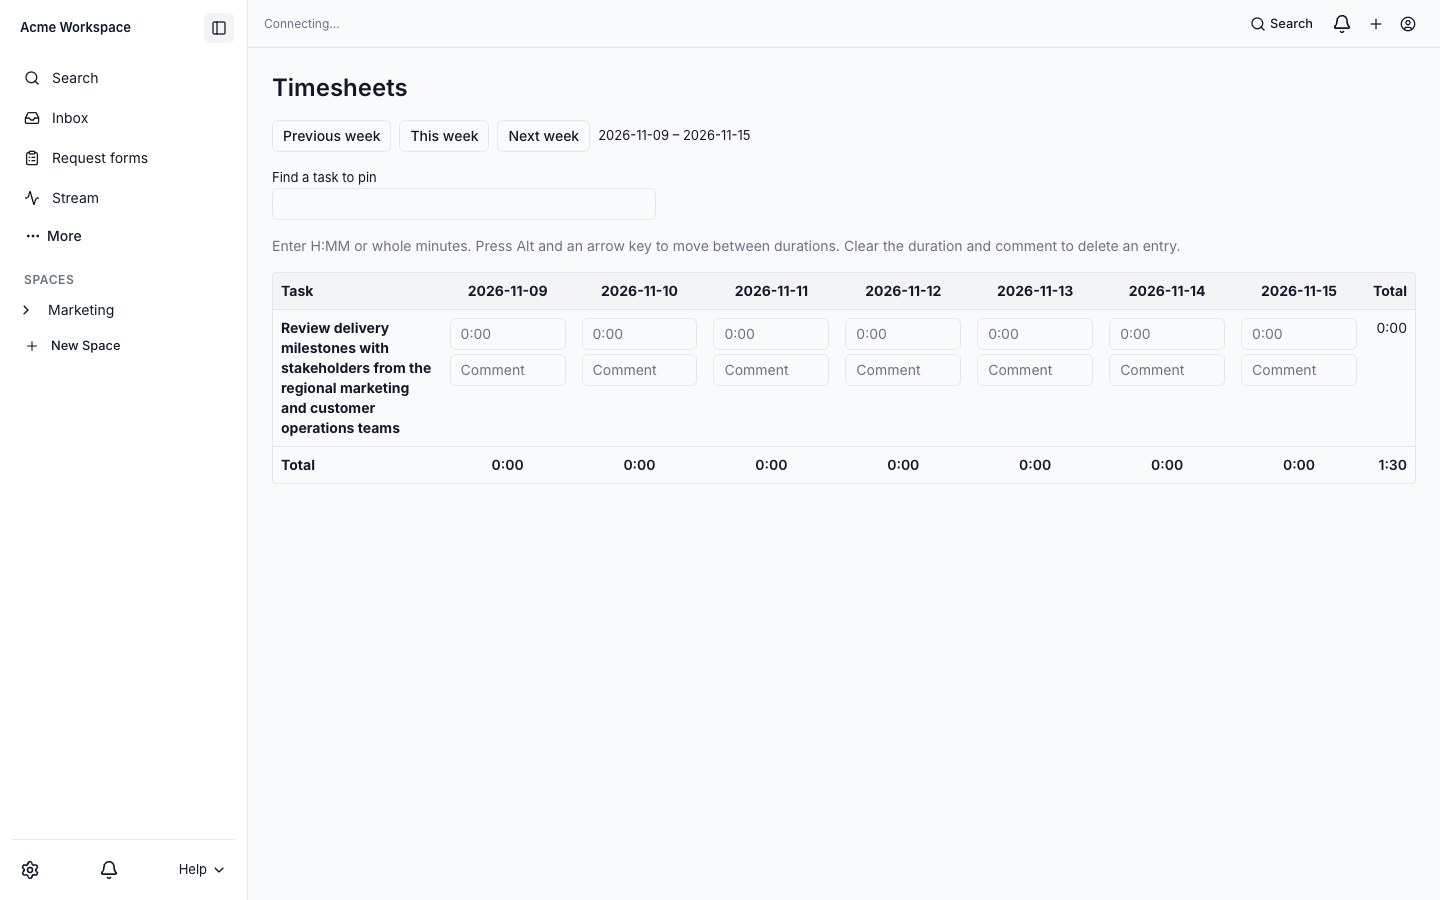 Acme Workspace
Search
Inbox
Request forms
Stream
More
SPACES
Marketing
New Space
Help
Connecting...
Search
Timesheets
Previous week This week Next week 2026-11-09 – 2026-11-15
Find a task to pin
Enter H:MM or whole minutes. Press Alt and an arrow key to move between durations. Clear the duration and comment to delete an entry.
Task 2026-11-09 2026-11-10 2026-11-11 2026-11-12 2026-11-13 2026-11-14 2026-11-15 Total
Review delivery milestones with stakeholders from the regional marketing and customer operations teams
0:00 0:00 0:00 0:00 0:00 0:00 0:00 0:00
Comment Comment Comment Comment Comment Comment Comment
Total 0:00 0:00 0:00 0:00 0:00 0:00 0:00 1:30